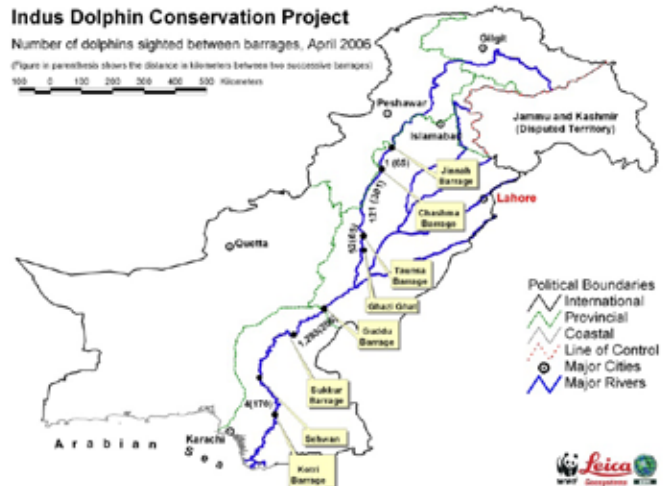 Indus Dolphin Conservation Project
Number of dolphins sighted between barrages, April 2006
(Figure in parenthesis shows the distance in kilometers between two successive barrages)
100 0 100 200 300 400 500 Kilometers
Gilgit
Peshawar
Islamabad
Jammu and Kashmir
(Disputed Territory)
1 (65)
Jinnah
Barrage
121 (301)
Chashma
Barrage
Lahore
Quetta
Taunsa
Barrage
Ghazi Ghat
Guddu
Barrage
Sukkur
Barrage
4(170)
Sehwan
Karachi
Kotri
Barrage
Arabian
Sea
Political Boundaries
International
Provincial
Coastal
Line of Control
Major Cities
Major Rivers
WWF
Leica
Geosystems